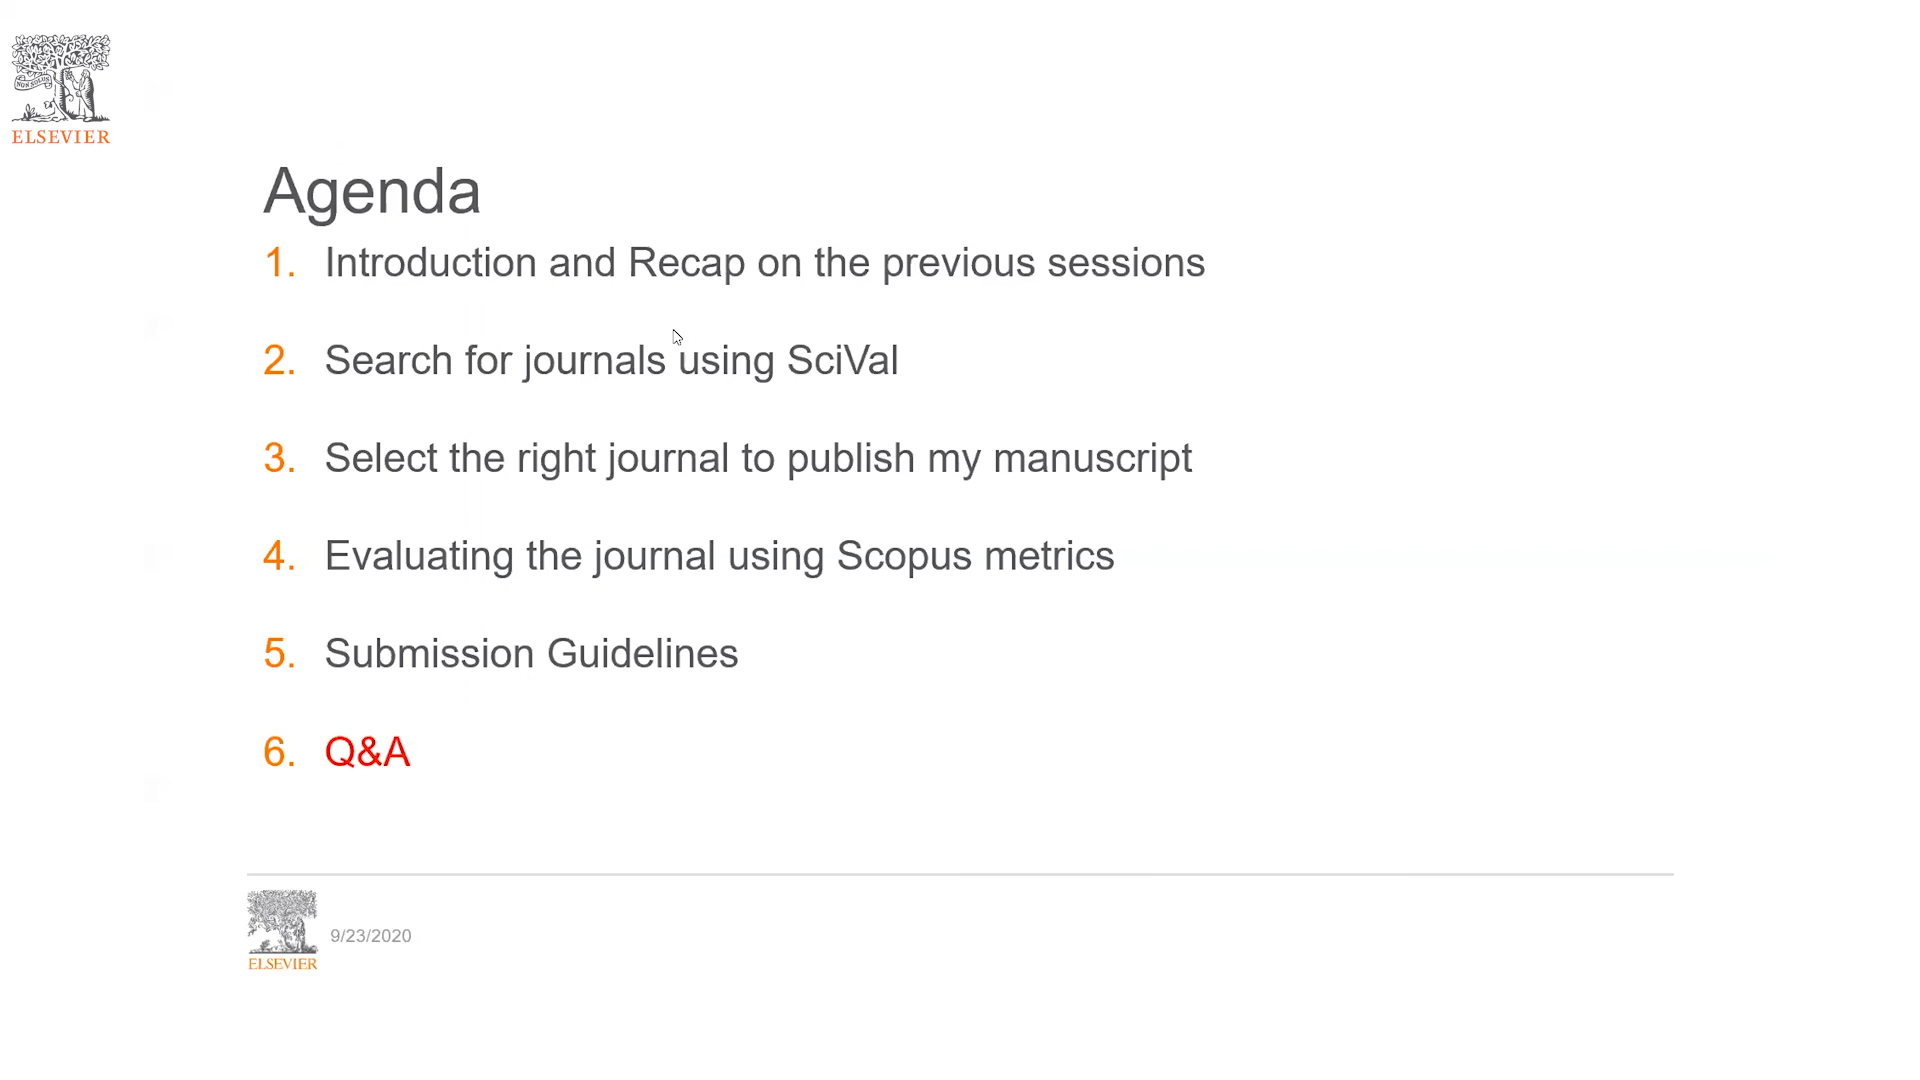 NON SOLUS
ELSEVIER
Agenda
1. Introduction and Recap on the previous sessions
2. Search for journals using SciVal
3. Select the right journal to publish my manuscript
4. Evaluating the journal using Scopus metrics
5. Submission Guidelines
6. Q&A
9/23/2020
ELSEVIER